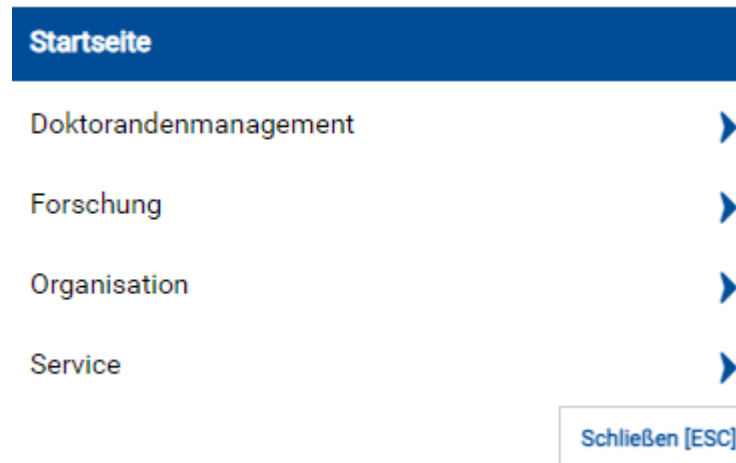 Startseite
Doktorandenmanagement
Forschung
Organisation
Service
Schließen [ESC]